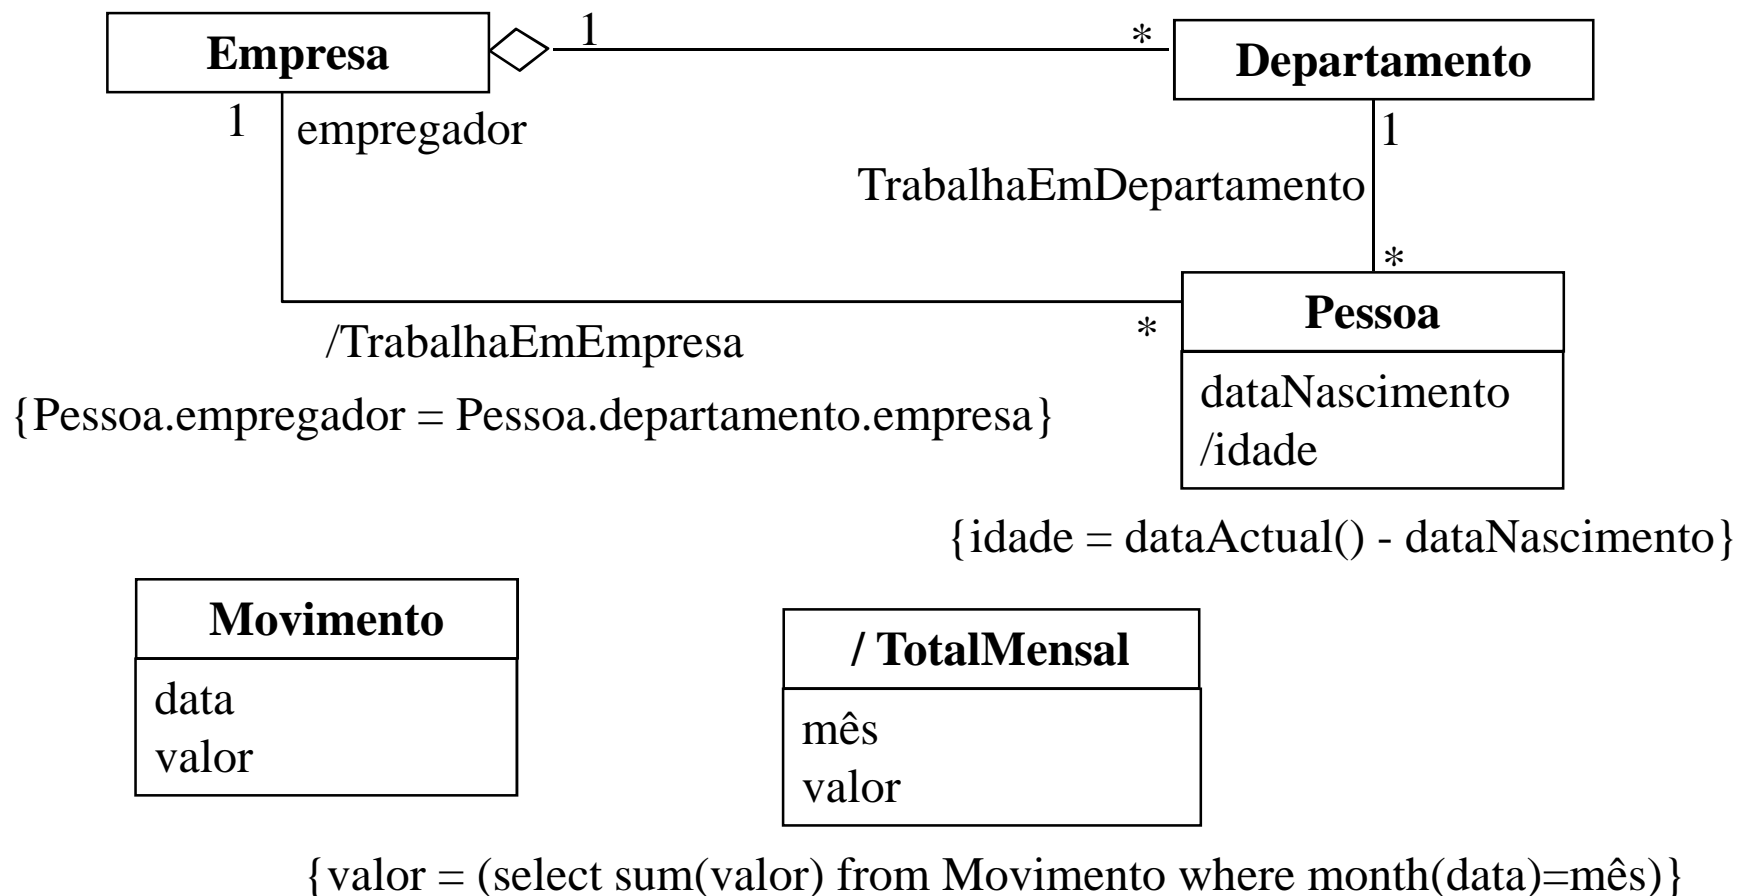 Empresa
1
*
Departamento
1
empregador
1
TrabalhaEmDepartamento
*
Pessoa
/TrabalhaEmEmpresa
*
{Pessoa.empregador = Pessoa.departamento.empresa}
dataNascimento
/idade
{idade = dataActual() - dataNascimento}
Movimento
data
valor
/ TotalMensal
mês
valor
{valor = (select sum(valor) from Movimento where month(data)=mês)}